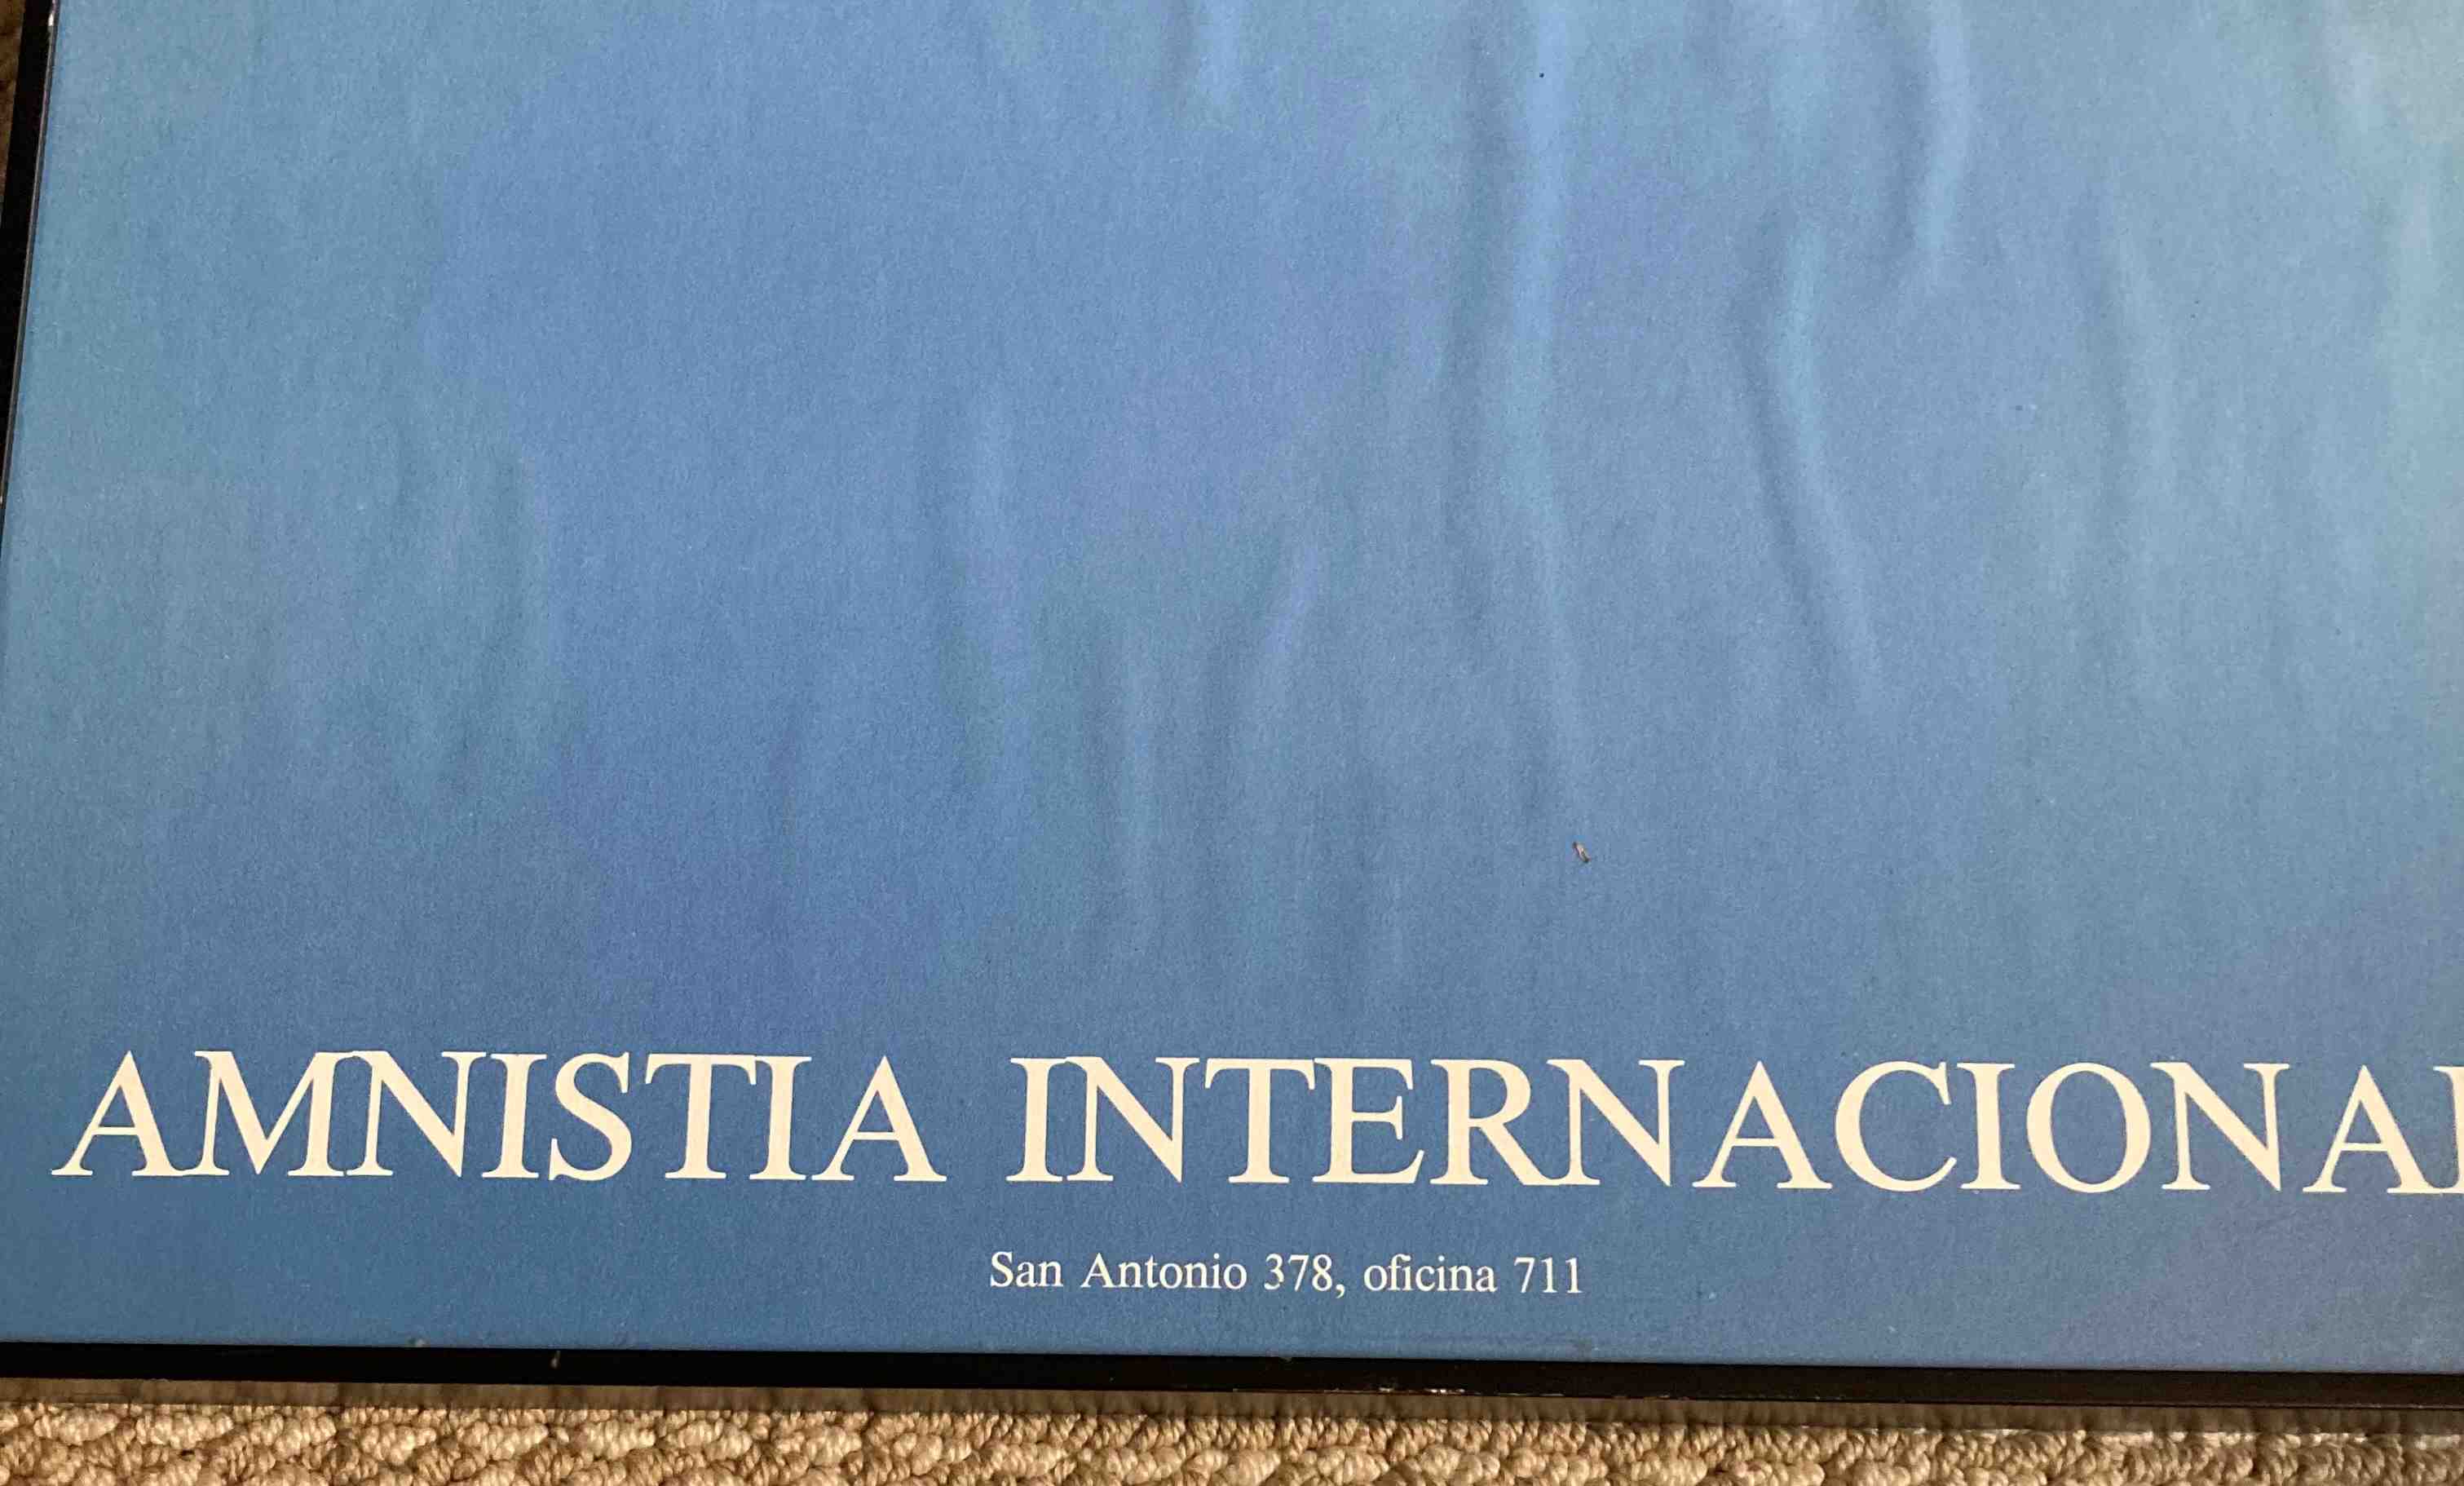 AMNISTIA INTERNACIONAL
San Antonio 378, oficina 711